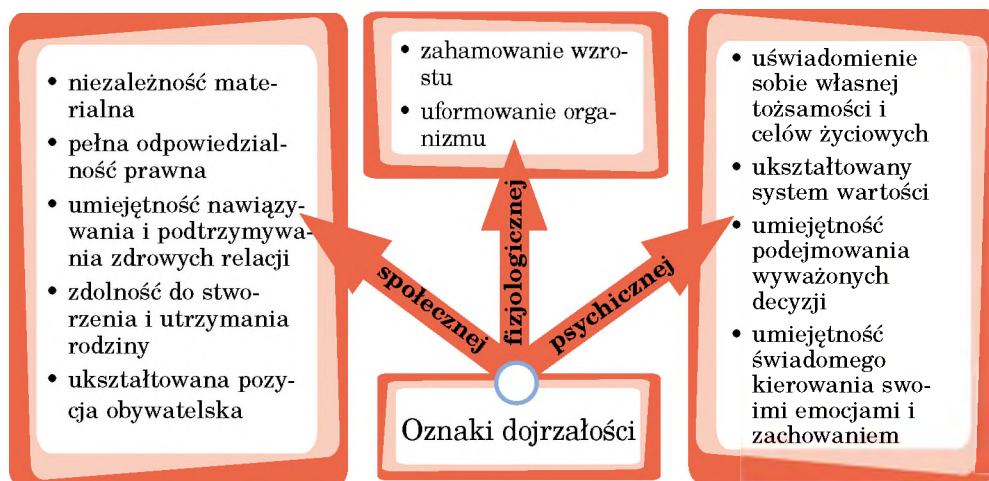 • niezależność mate-
rialna
• pełna odpowiedzial-
ność prawna
• umiejętność nawiązy-
wania i podtrzymywa-
nia zdrowych relacji
• zdolność do stwo-
rzenia i utrzymania
rodziny
• ukształtowana pozy-
cja obywatelska
• zahamowanie wzro-
stu
• uformowanie orga-
nizmu
• uświadomienie
sobie własnej
tożsamości i
celów życiowych
• ukształtowany
system wartości
• umiejętność
podejmowania
wyważonych
decyzji
• umiejętność
świadomego
kierowania swo-
imi emocjami i
zachowaniem
społecznej
fizjologicznej
psychicznej
Oznaki dojrzałości